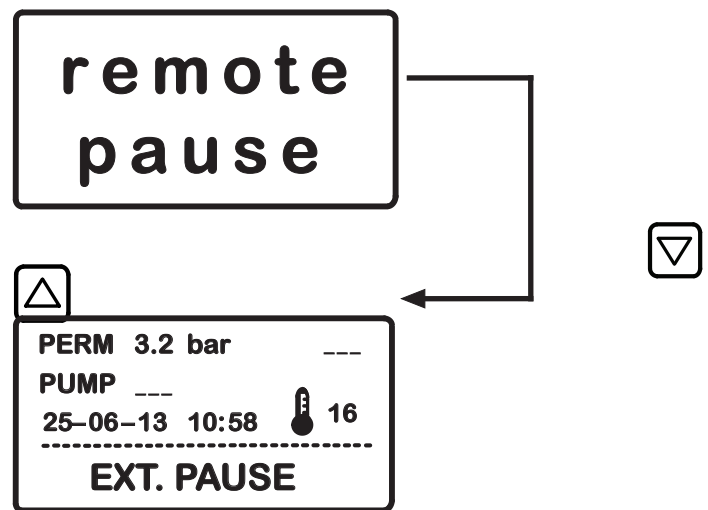 remote
pause
PERM 3.2 bar ___
PUMP ___
25-06-13 10:58 16
EXT. PAUSE